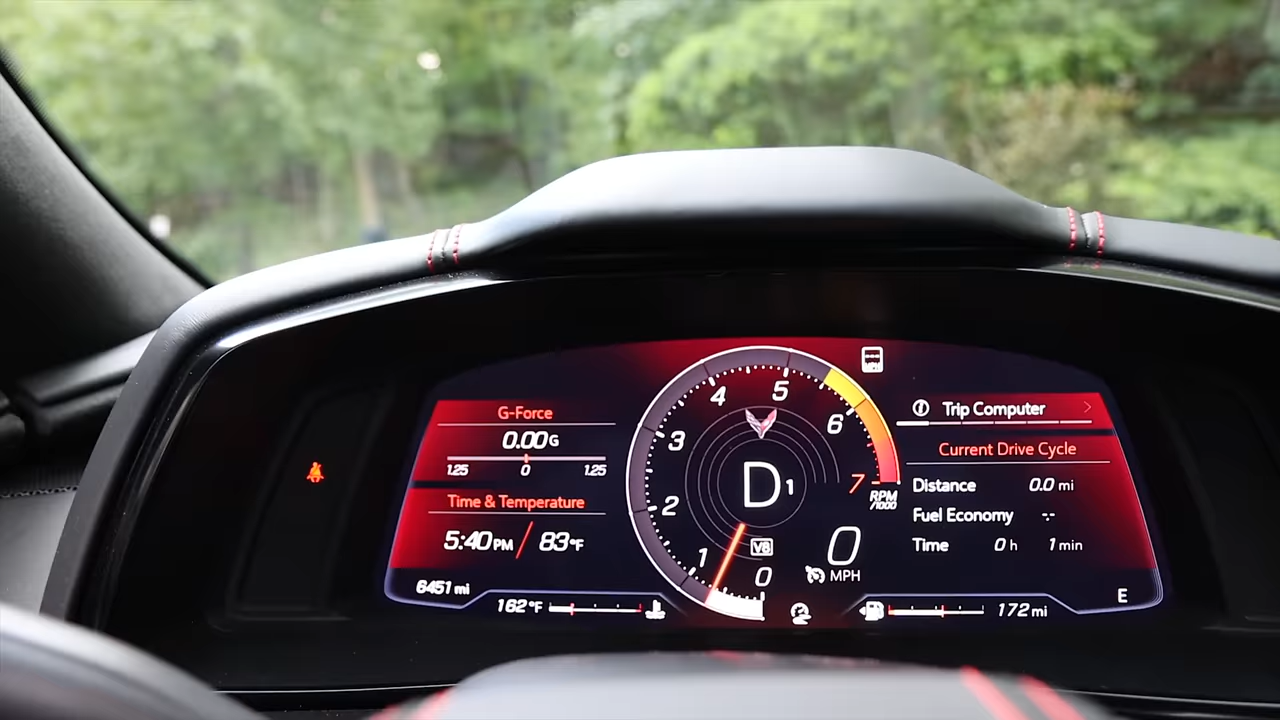 G-Force
0.00G
1.25 0 1.25
Time & Temperature
5:40PM / 83°F
6451 mi
162°F
0
1
2
3
4
5
6
7
RPM
/1000
D1
V8
0
MPH
Trip Computer
Current Drive Cycle
Distance 0.0 mi
Fuel Economy --
Time 0 h 1 min
172 mi
E